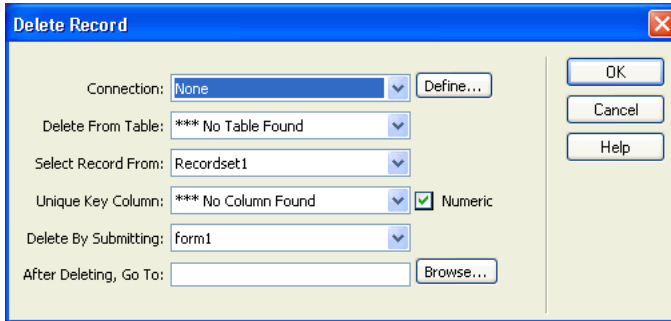 Delete Record
Connection: None Define... OK
Delete From Table: *** No Table Found Cancel
Select Record From: Recordset1 Help
Unique Key Column: *** No Column Found Numeric
Delete By Submitting: form1
After Deleting, Go To: Browse...